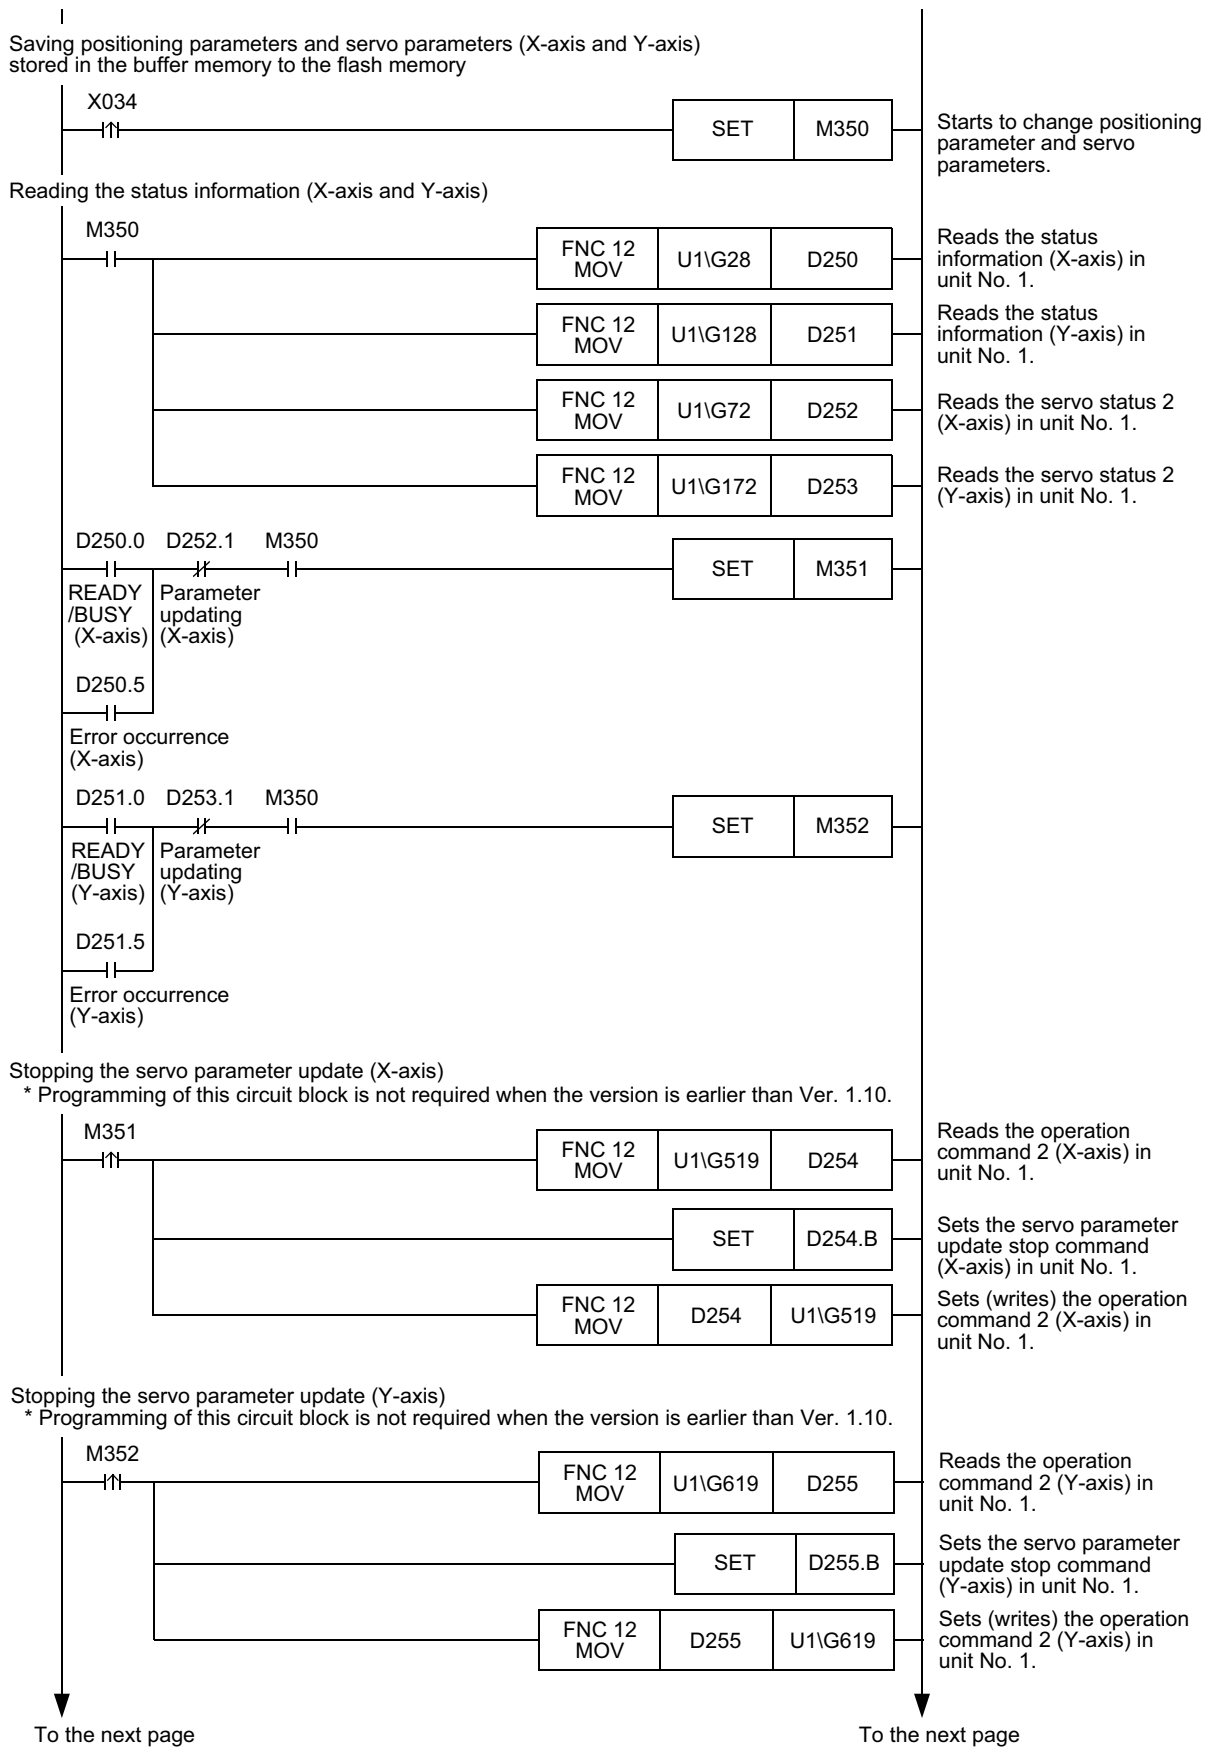 Saving positioning parameters and servo parameters (X-axis and Y-axis)
stored in the buffer memory to the flash memory
X034
SET M350
Starts to change positioning
parameter and servo
parameters.
Reading the status information (X-axis and Y-axis)
M350
FNC 12
MOV
U1\G28
D250
Reads the status
information (X-axis) in
unit No. 1.
FNC 12
MOV
U1\G128
D251
Reads the status
information (Y-axis) in
unit No. 1.
FNC 12
MOV
U1\G72
D252
Reads the servo status 2
(X-axis) in unit No. 1.
FNC 12
MOV
U1\G172
D253
Reads the servo status 2
(Y-axis) in unit No. 1.
D250.0 D252.1 M350
SET M351
READY
/BUSY
(X-axis)
Parameter
updating
(X-axis)
D250.5
Error occurrence
(X-axis)
D251.0 D253.1 M350
SET M352
READY
/BUSY
(Y-axis)
Parameter
updating
(Y-axis)
D251.5
Error occurrence
(Y-axis)
Stopping the servo parameter update (X-axis)
* Programming of this circuit block is not required when the version is earlier than Ver. 1.10.
M351
FNC 12
MOV
U1\G519
D254
Reads the operation
command 2 (X-axis) in
unit No. 1.
SET D254.B
Sets the servo parameter
update stop command
(X-axis) in unit No. 1.
FNC 12
MOV
D254
U1\G519
Sets (writes) the operation
command 2 (X-axis) in
unit No. 1.
Stopping the servo parameter update (Y-axis)
* Programming of this circuit block is not required when the version is earlier than Ver. 1.10.
M352
FNC 12
MOV
U1\G619
D255
Reads the operation
command 2 (Y-axis) in
unit No. 1.
SET D255.B
Sets the servo parameter
update stop command
(Y-axis) in unit No. 1.
FNC 12
MOV
D255
U1\G619
Sets (writes) the operation
command 2 (Y-axis) in
unit No. 1.
To the next page
To the next page